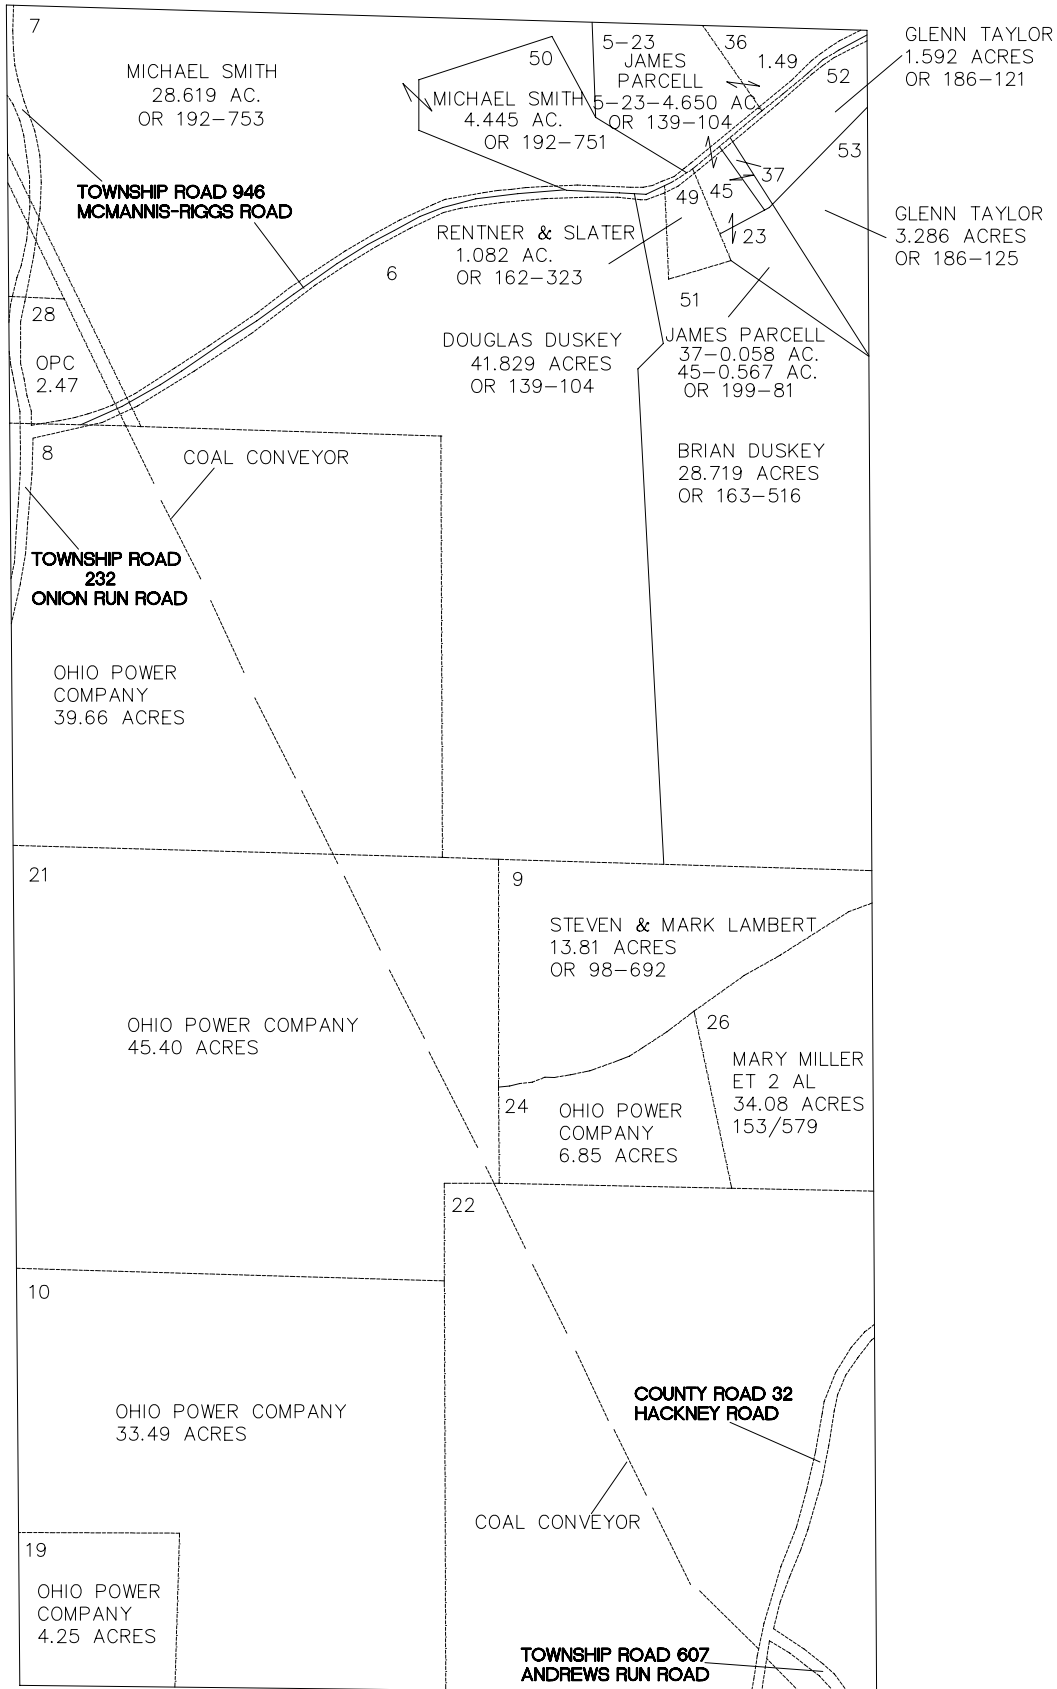 7
MICHAEL SMITH
28.619 AC.
OR 192-753
50
MICHAEL SMITH
4.445 AC.
OR 192-751
5-23
JAMES
PARCELL
5-23-4.650 AC.
OR 139-104
36
1.49
52
GLENN TAYLOR
1.592 ACRES
OR 186-121
53
37
45
49
23
GLENN TAYLOR
3.286 ACRES
OR 186-125
TOWNSHIP ROAD 946
MCMANNIS-RIGGS ROAD
RENTNER & SLATER
1.082 AC.
OR 162-323
6
51
28
OPC
2.47
DOUGLAS DUSKEY
41.829 ACRES
OR 139-104
JAMES PARCELL
37-0.058 AC.
45-0.567 AC.
OR 199-81
BRIAN DUSKEY
28.719 ACRES
OR 163-516
8
COAL CONVEYOR
TOWNSHIP ROAD
232
ONION RUN ROAD
OHIO POWER
COMPANY
39.66 ACRES
21
9
STEVEN & MARK LAMBERT
13.81 ACRES
OR 98-692
OHIO POWER COMPANY
45.40 ACRES
26
MARY MILLER
ET 2 AL
34.08 ACRES
153/579
24
OHIO POWER
COMPANY
6.85 ACRES
22
10
OHIO POWER COMPANY
33.49 ACRES
COUNTY ROAD 32
HACKNEY ROAD
COAL CONVEYOR
19
OHIO POWER
COMPANY
4.25 ACRES
TOWNSHIP ROAD 607
ANDREWS RUN ROAD